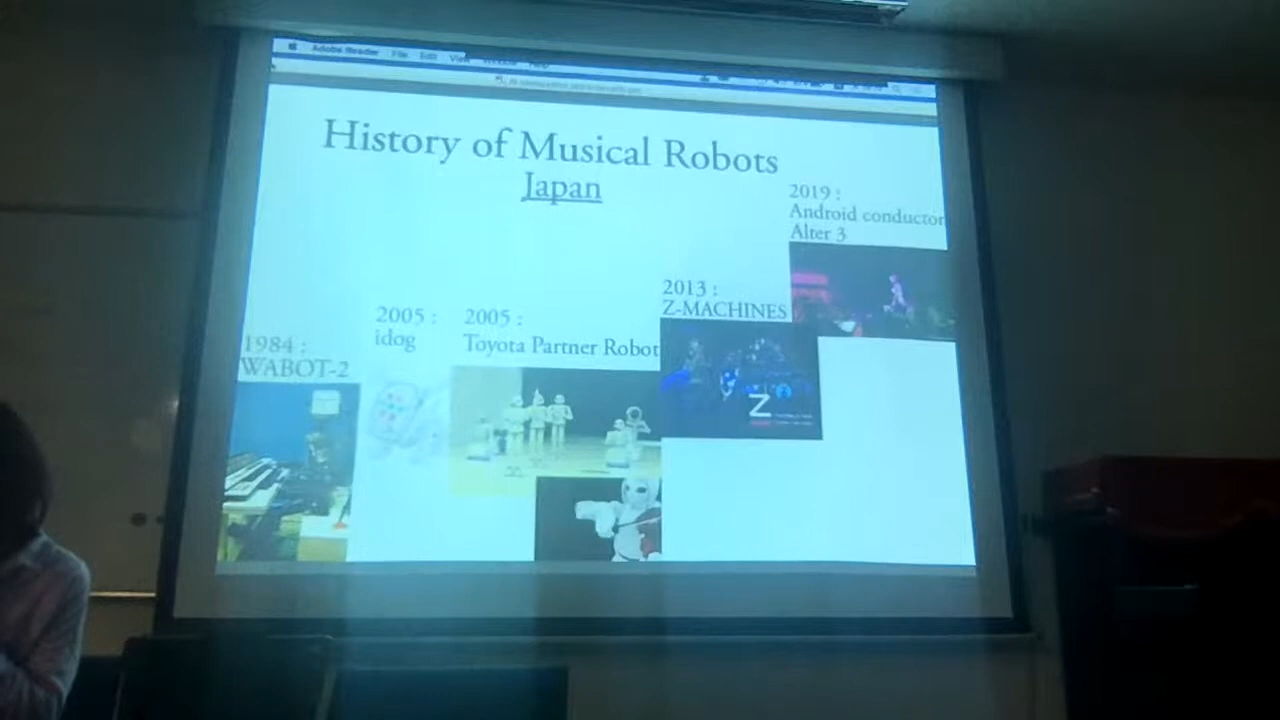 Adobe Reader File Edit View
History of Musical Robots
Japan
2019 :
Android conductor
Alter 3
2013 :
Z-MACHINES
2005 :
idog
2005 :
Toyota Partner Robot
1984 :
WABOT-2
Z